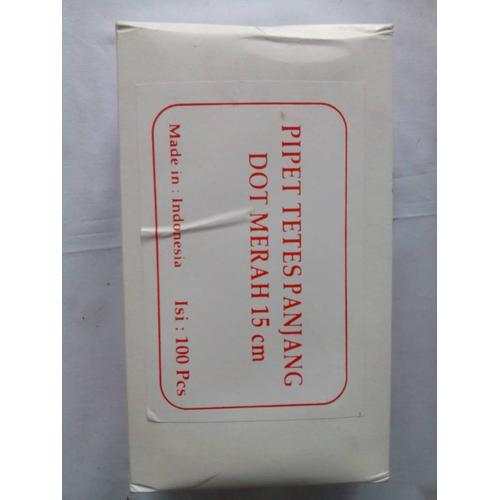 PIPET TETES PANJANG
DOT MERAH 15 cm
Made in : Indonesia Isi : 100 Pcs